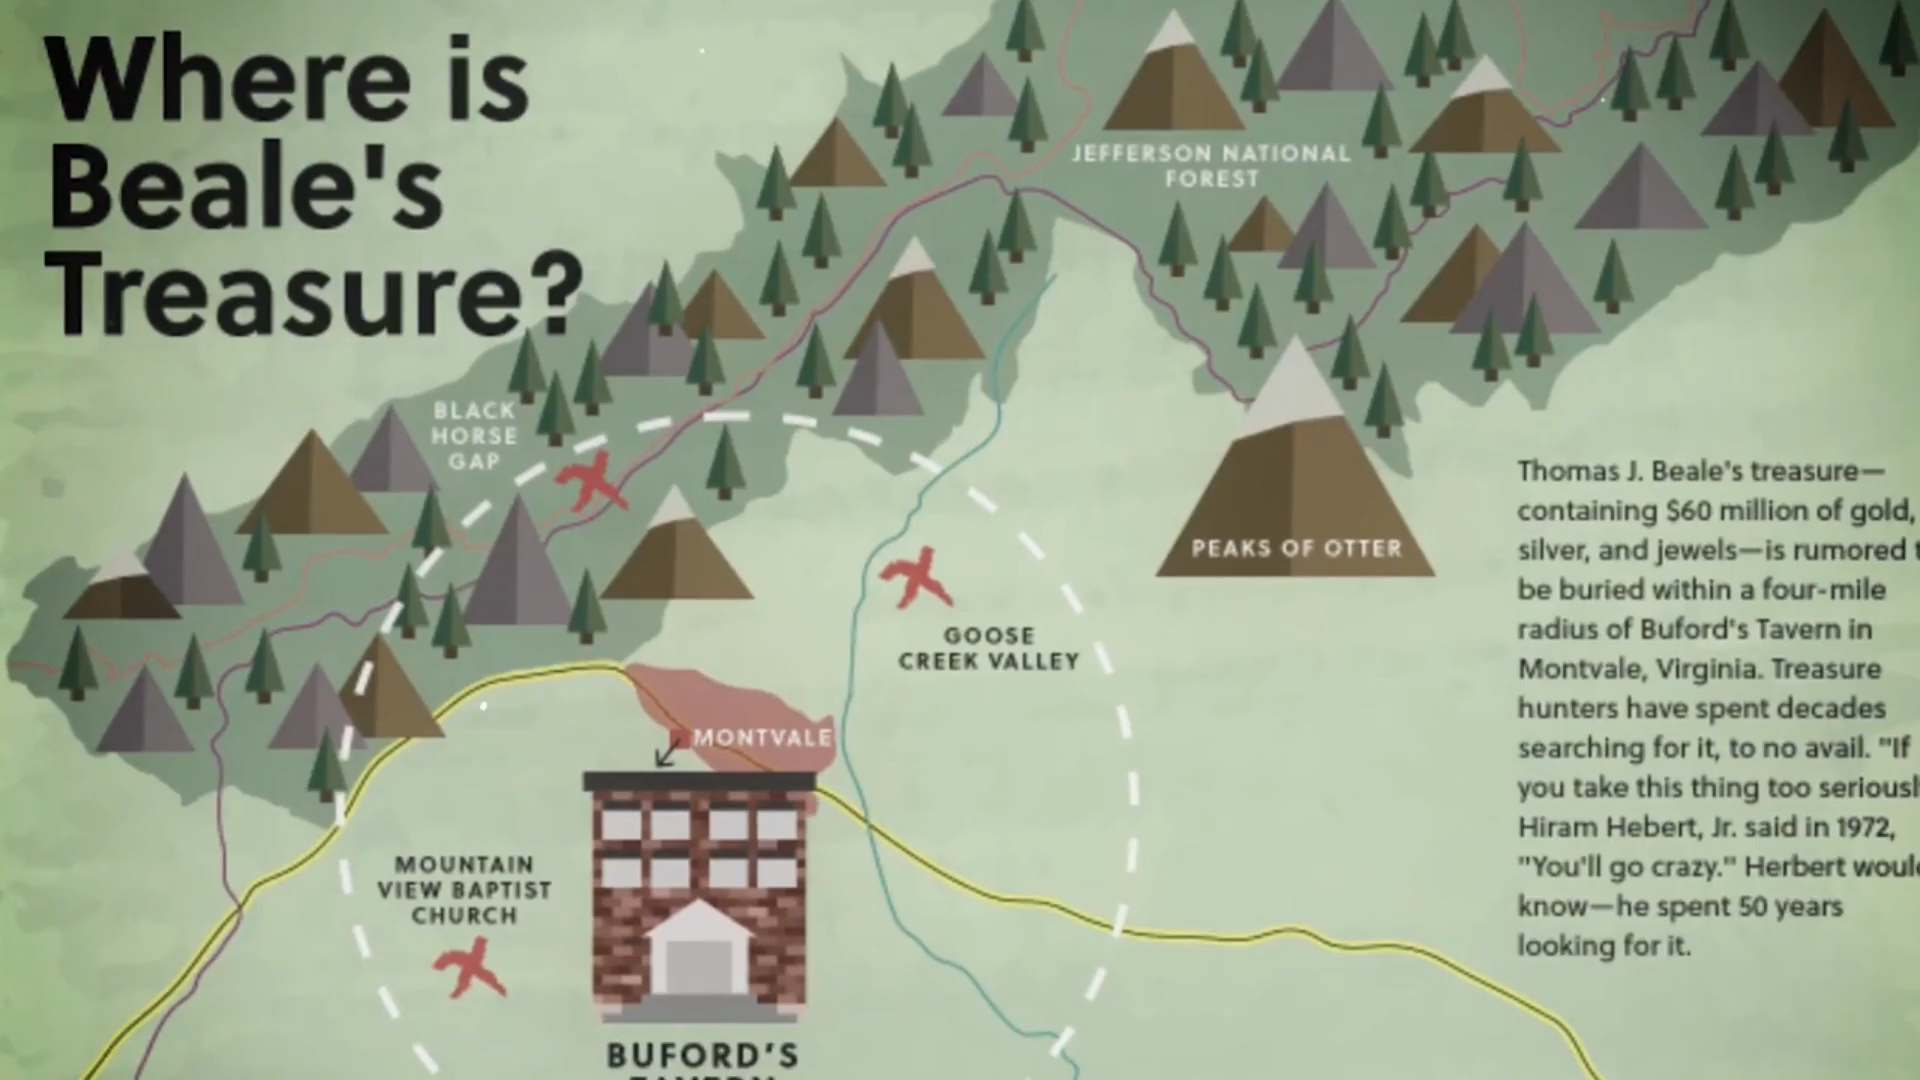 Where is
Beale's
Treasure?
JEFFERSON NATIONAL
FOREST
BLACK
HORSE
GAP
PEAKS OF OTTER
GOOSE
CREEK VALLEY
MONTVALE
MOUNTAIN
VIEW BAPTIST
CHURCH
BUFORD'S
TAVERN
Thomas J. Beale's treasure—
containing $60 million of gold,
silver, and jewels—is rumored
be buried within a four-mile
radius of Buford's Tavern in
Montvale, Virginia. Treasure
hunters have spent decades
searching for it, to no avail. "If
you take this thing too seriously
Hiram Hebert, Jr. said in 1972,
"You'll go crazy." Herbert would
know—he spent 50 years
looking for it.